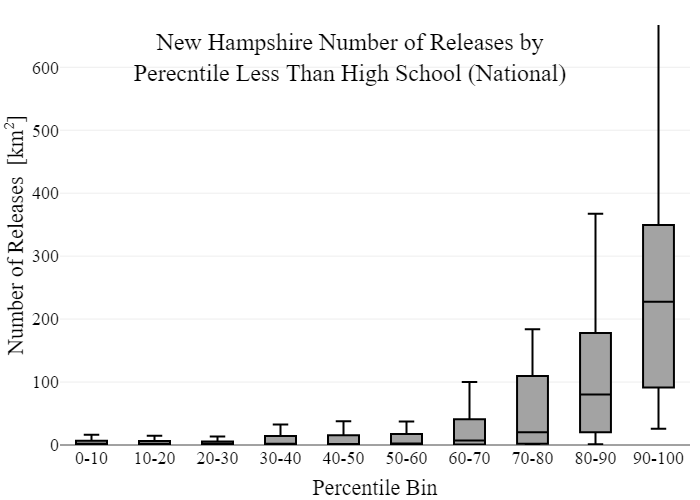 New Hampshire Number of Releases by
Perecntile Less Than High School (National)
Number of Releases [km²]
600
500
400
300
200
100
0
0-10 10-20 20-30 30-40 40-50 50-60 60-70 70-80 80-90 90-100
Percentile Bin